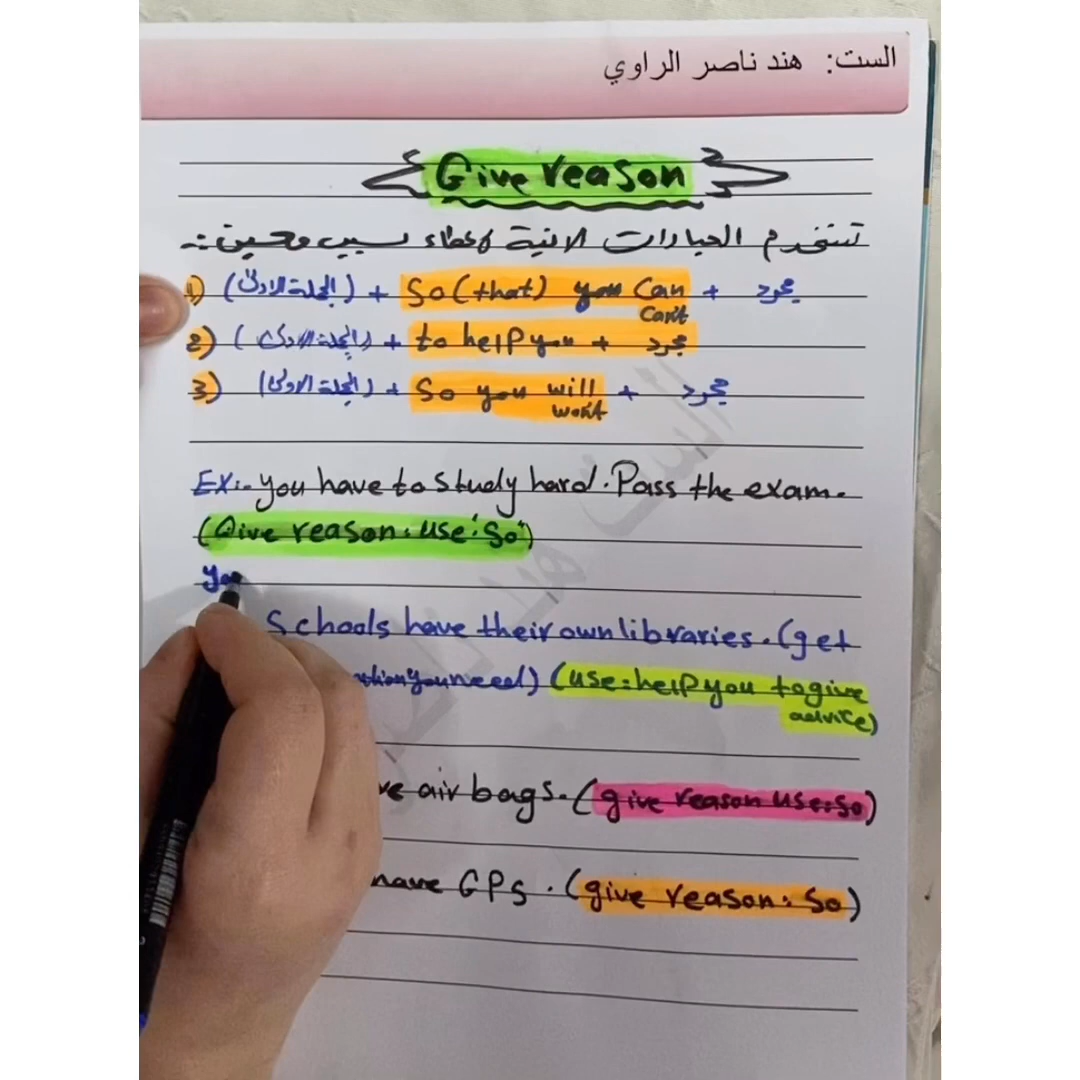 الست: هند ناصر الراوي
Give reason
تستخدم العبارات الاتية لاعطاء سبب معين:-
1) (الجملة الاولى) + So (that) you Can + مجرد
Can't
2) (الجملة الاولى) + to help you + مجرد
3) (الجملة الاولى) + So you will + مجرد
won't
EX:- you have to study hard. Pass the exam.
(Give reason: use: "So")
you
Schools have their own libraries. (get
you need) (use: help you to give
advice)
air bags. (give reason use: So)
have GPS. (give reason: So)